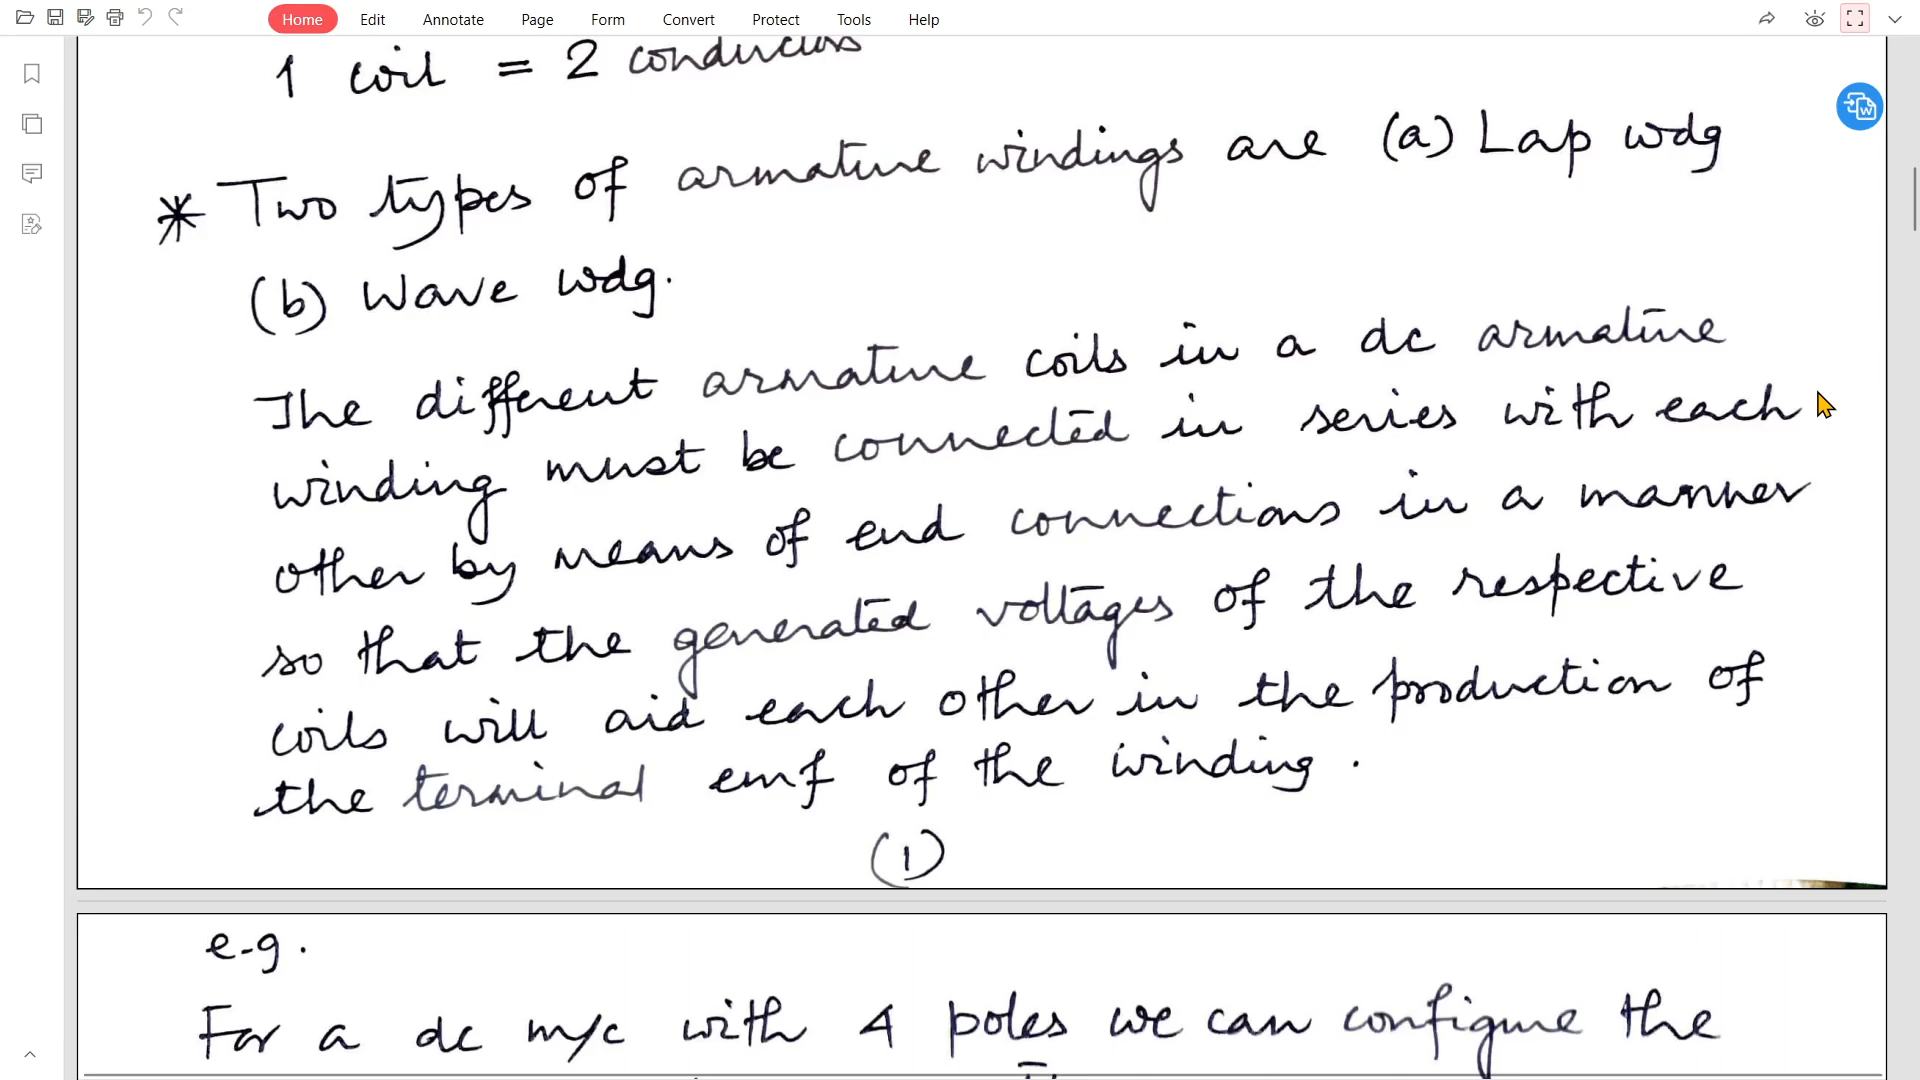 Home Edit Annotate Page Form Convert Protect Tools Help
1 coil = 2 conductors
* Two types of armature windings are (a) Lap wdg
(b) Wave wdg.
The different armature coils in a dc armature
winding must be connected in series with each
other by means of end connections in a manner
so that the generated voltages of the respective
coils will aid each other in the production of
the terminal emf of the winding.
(1)
e-g.
For a dc m/c with 4 poles we can configure the